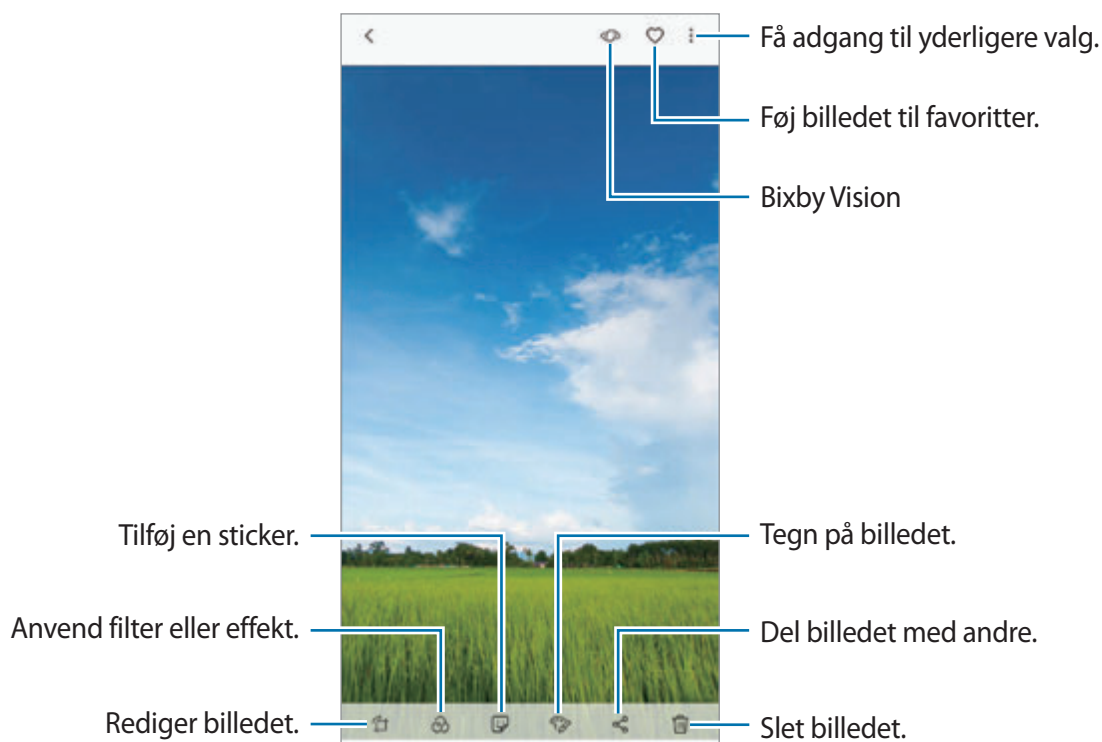 Få adgang til yderligere valg.
Føj billedet til favoritter.
Bixby Vision
Tilføj en sticker.
Tegn på billedet.
Anvend filter eller effekt.
Del billedet med andre.
Rediger billedet.
Slet billedet.